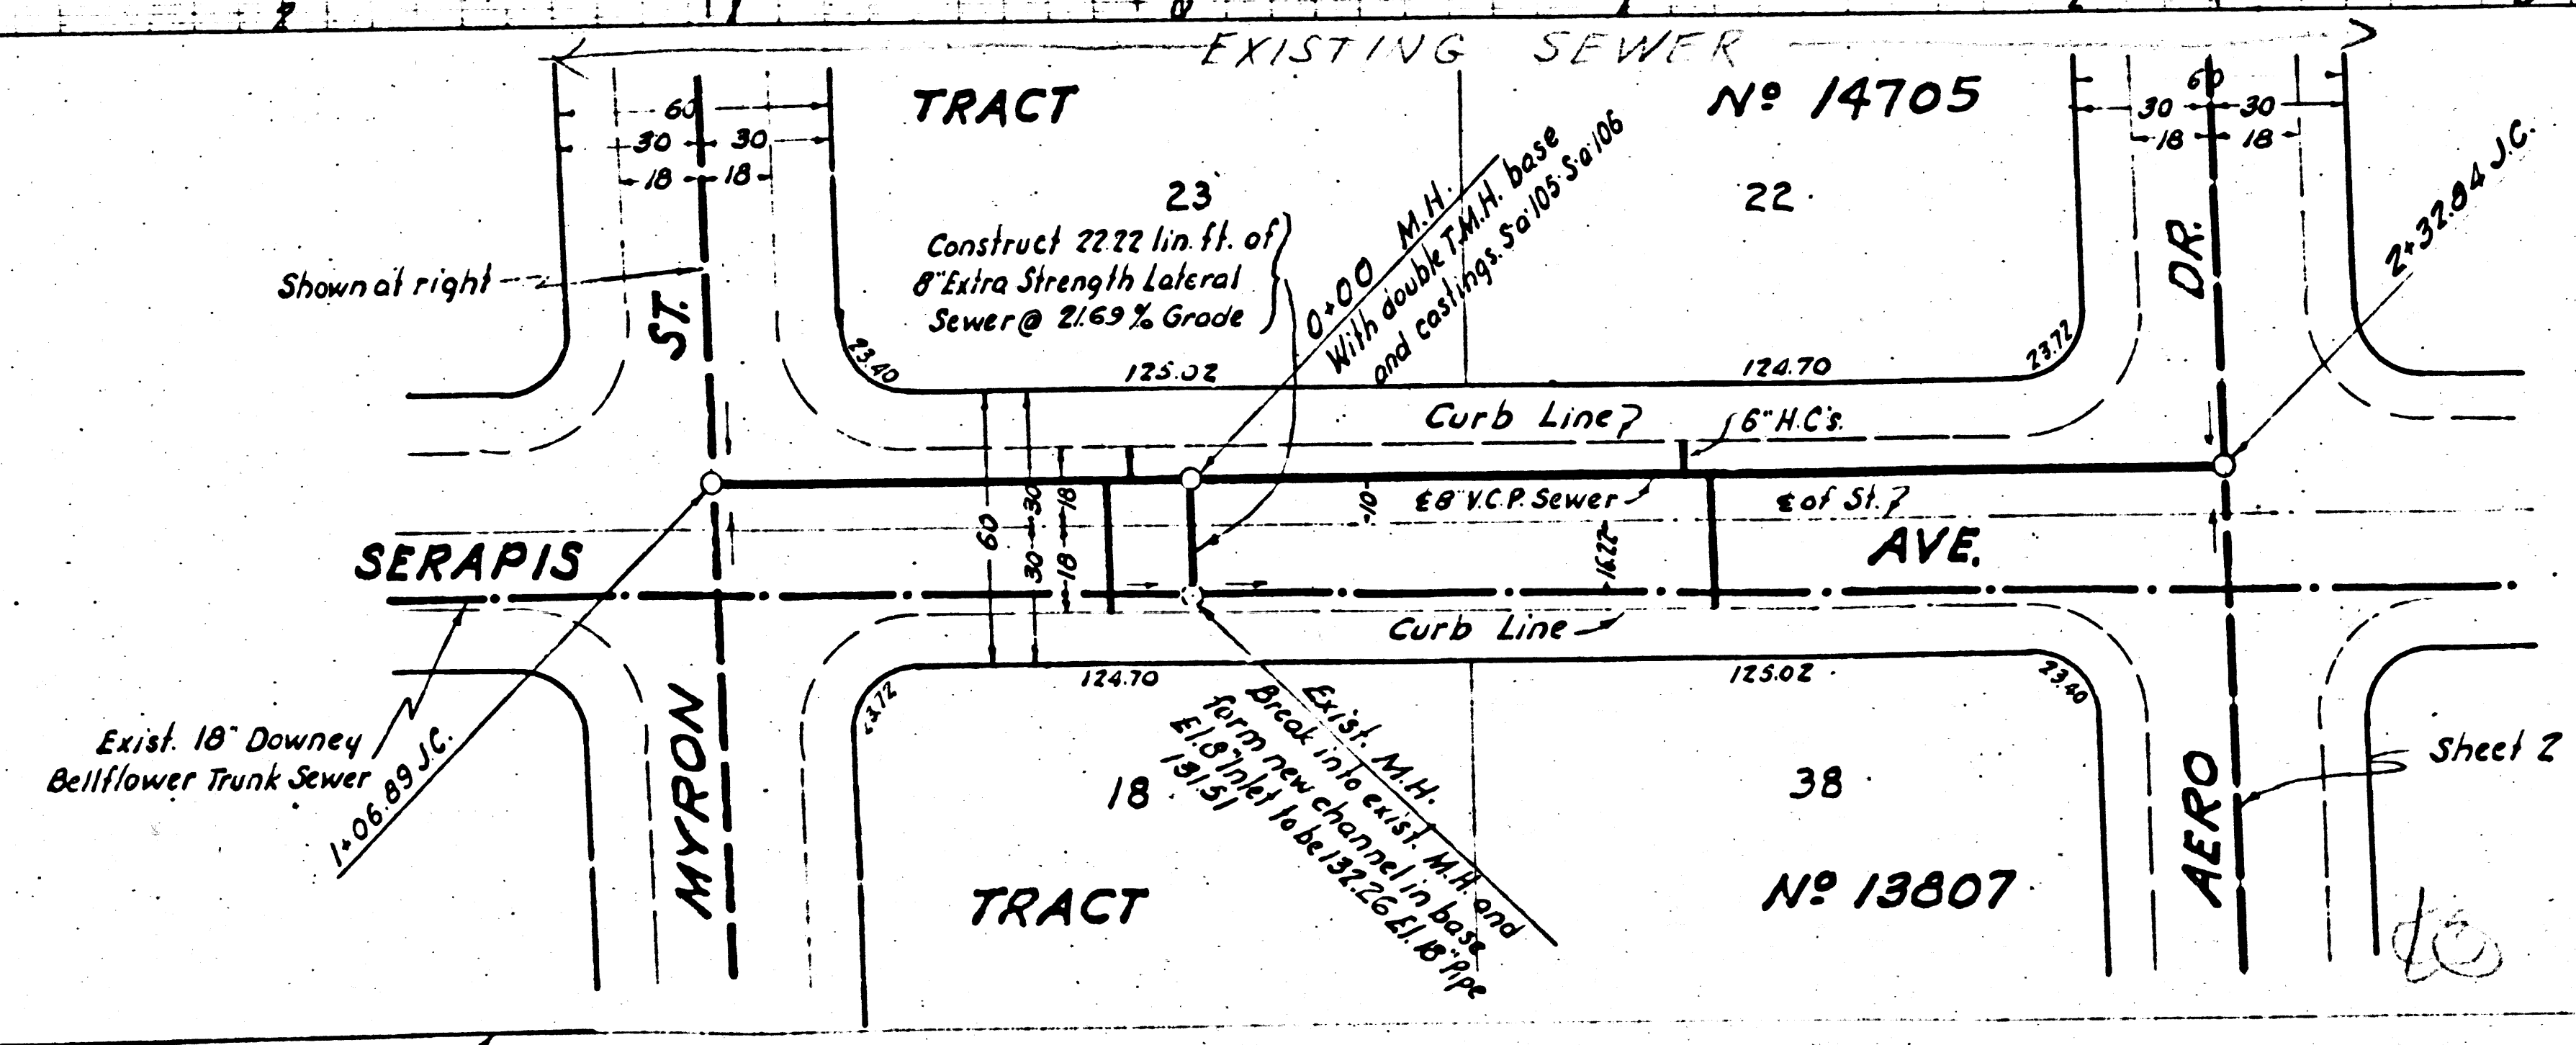 2 1 0 1 2
EXISTING SEWER
TRACT
Nº 14705
60
30 30
18 18
60
30 30
18 18
23
22
Construct 22.22 lin. ft. of
8" Extra Strength Lateral
Sewer @ 21.69 % Grade
0+00 M.H.
With double T.M.H. base
and castings. S-a-105 S-a-106
2+32.84 J.C.
Shown at right
ST.
DR.
23.40
125.02
124.70
23.72
Curb Line
6" H.C's.
℄ 8" V.C.P. Sewer
℄ of St.
10
60
30 30
18 18
16.22
SERAPIS
AVE.
Curb Line
124.70
125.02
23.40
Exist. 18" Downey
Bellflower Trunk Sewer
1+06.89 J.C.
MYRON
Exist. M.H.
Break into exist. M.H. and
form new channel in base
El. 8" Inlet to be 132.26 El. 18" Pipe
131.51
18
38
AERO
Sheet 2
TRACT
Nº 13807